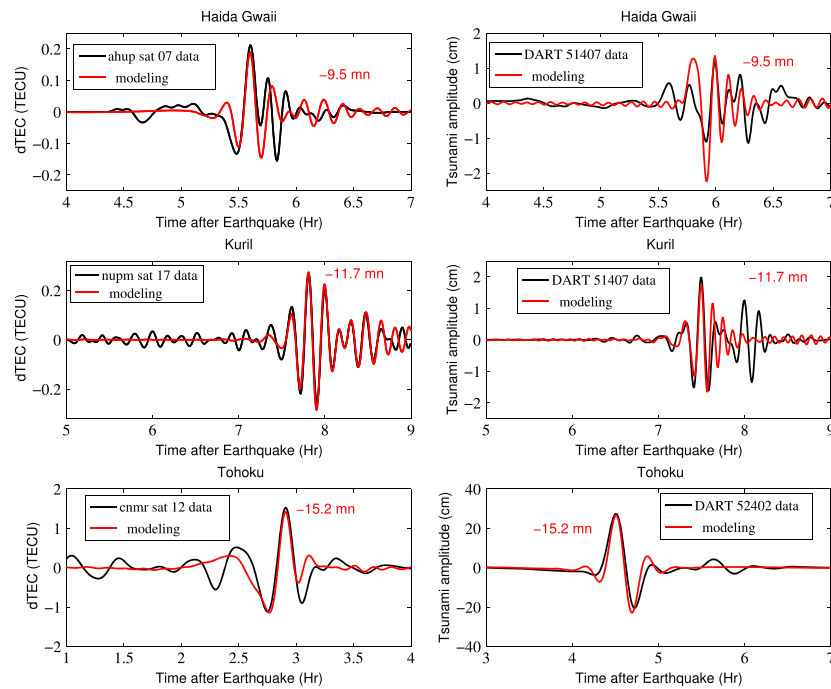 Haida Gwaii
dTEC (TECU)
0.2
0.1
0
−0.1
−0.2
ahup sat 07 data
modeling
−9.5 mn
4 4.5 5 5.5 6 6.5 7
Time after Earthquake (Hr)
Haida Gwaii
Tsunami amplitude (cm)
2
1
0
−1
−2
DART 51407 data
modeling
−9.5 mn
4 4.5 5 5.5 6 6.5 7
Time after Earthquake (Hr)
Kuril
dTEC (TECU)
0.2
0
−0.2
nupm sat 17 data
modeling
−11.7 mn
5 6 7 8 9
Time after Earthquake (Hr)
Kuril
Tsunami amplitude (cm)
2
1
0
−1
−2
DART 51407 data
modeling
−11.7 mn
5 6 7 8 9
Time after Earthquake (Hr)
Tohoku
dTEC (TECU)
2
1
0
−1
−2
cnmr sat 12 data
modeling
−15.2 mn
1 1.5 2 2.5 3 3.5 4
Time after Earthquake (Hr)
Tohoku
Tsunami amplitude (cm)
40
20
0
−20
−40
DART 52402 data
modeling
−15.2 mn
3 4 5 6 7
Time after Earthquake (Hr)